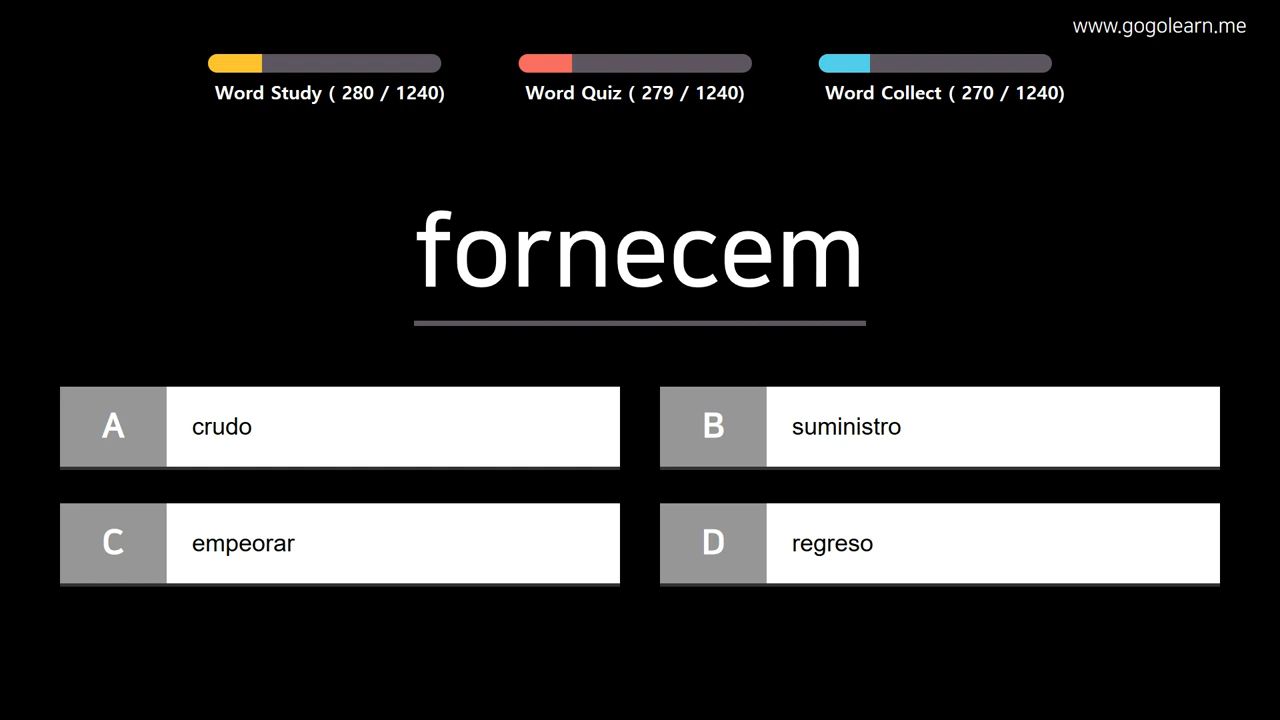 www.gogolearn.me
Word Study ( 280 / 1240)
Word Quiz ( 279 / 1240)
Word Collect ( 270 / 1240)
fornecem
A crudo
B suministro
C empeorar
D regreso